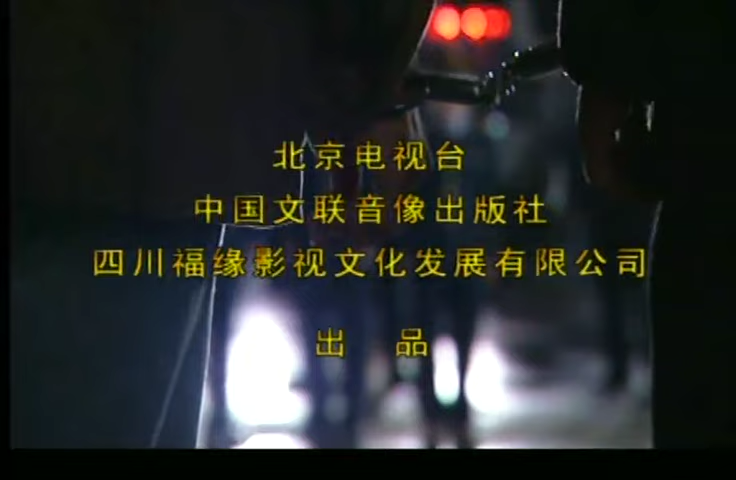 北京电视台
中国文联音像出版社
四川福缘影视文化发展有限公司
出 品